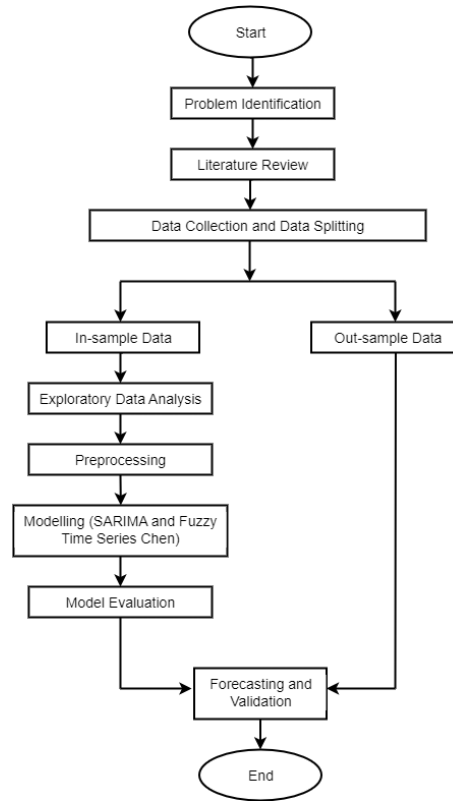 Start
Problem Identification
Literature Review
Data Collection and Data Splitting
In-sample Data
Out-sample Data
Exploratory Data Analysis
Preprocessing
Modelling (SARIMA and Fuzzy
Time Series Chen)
Model Evaluation
Forecasting and
Validation
End